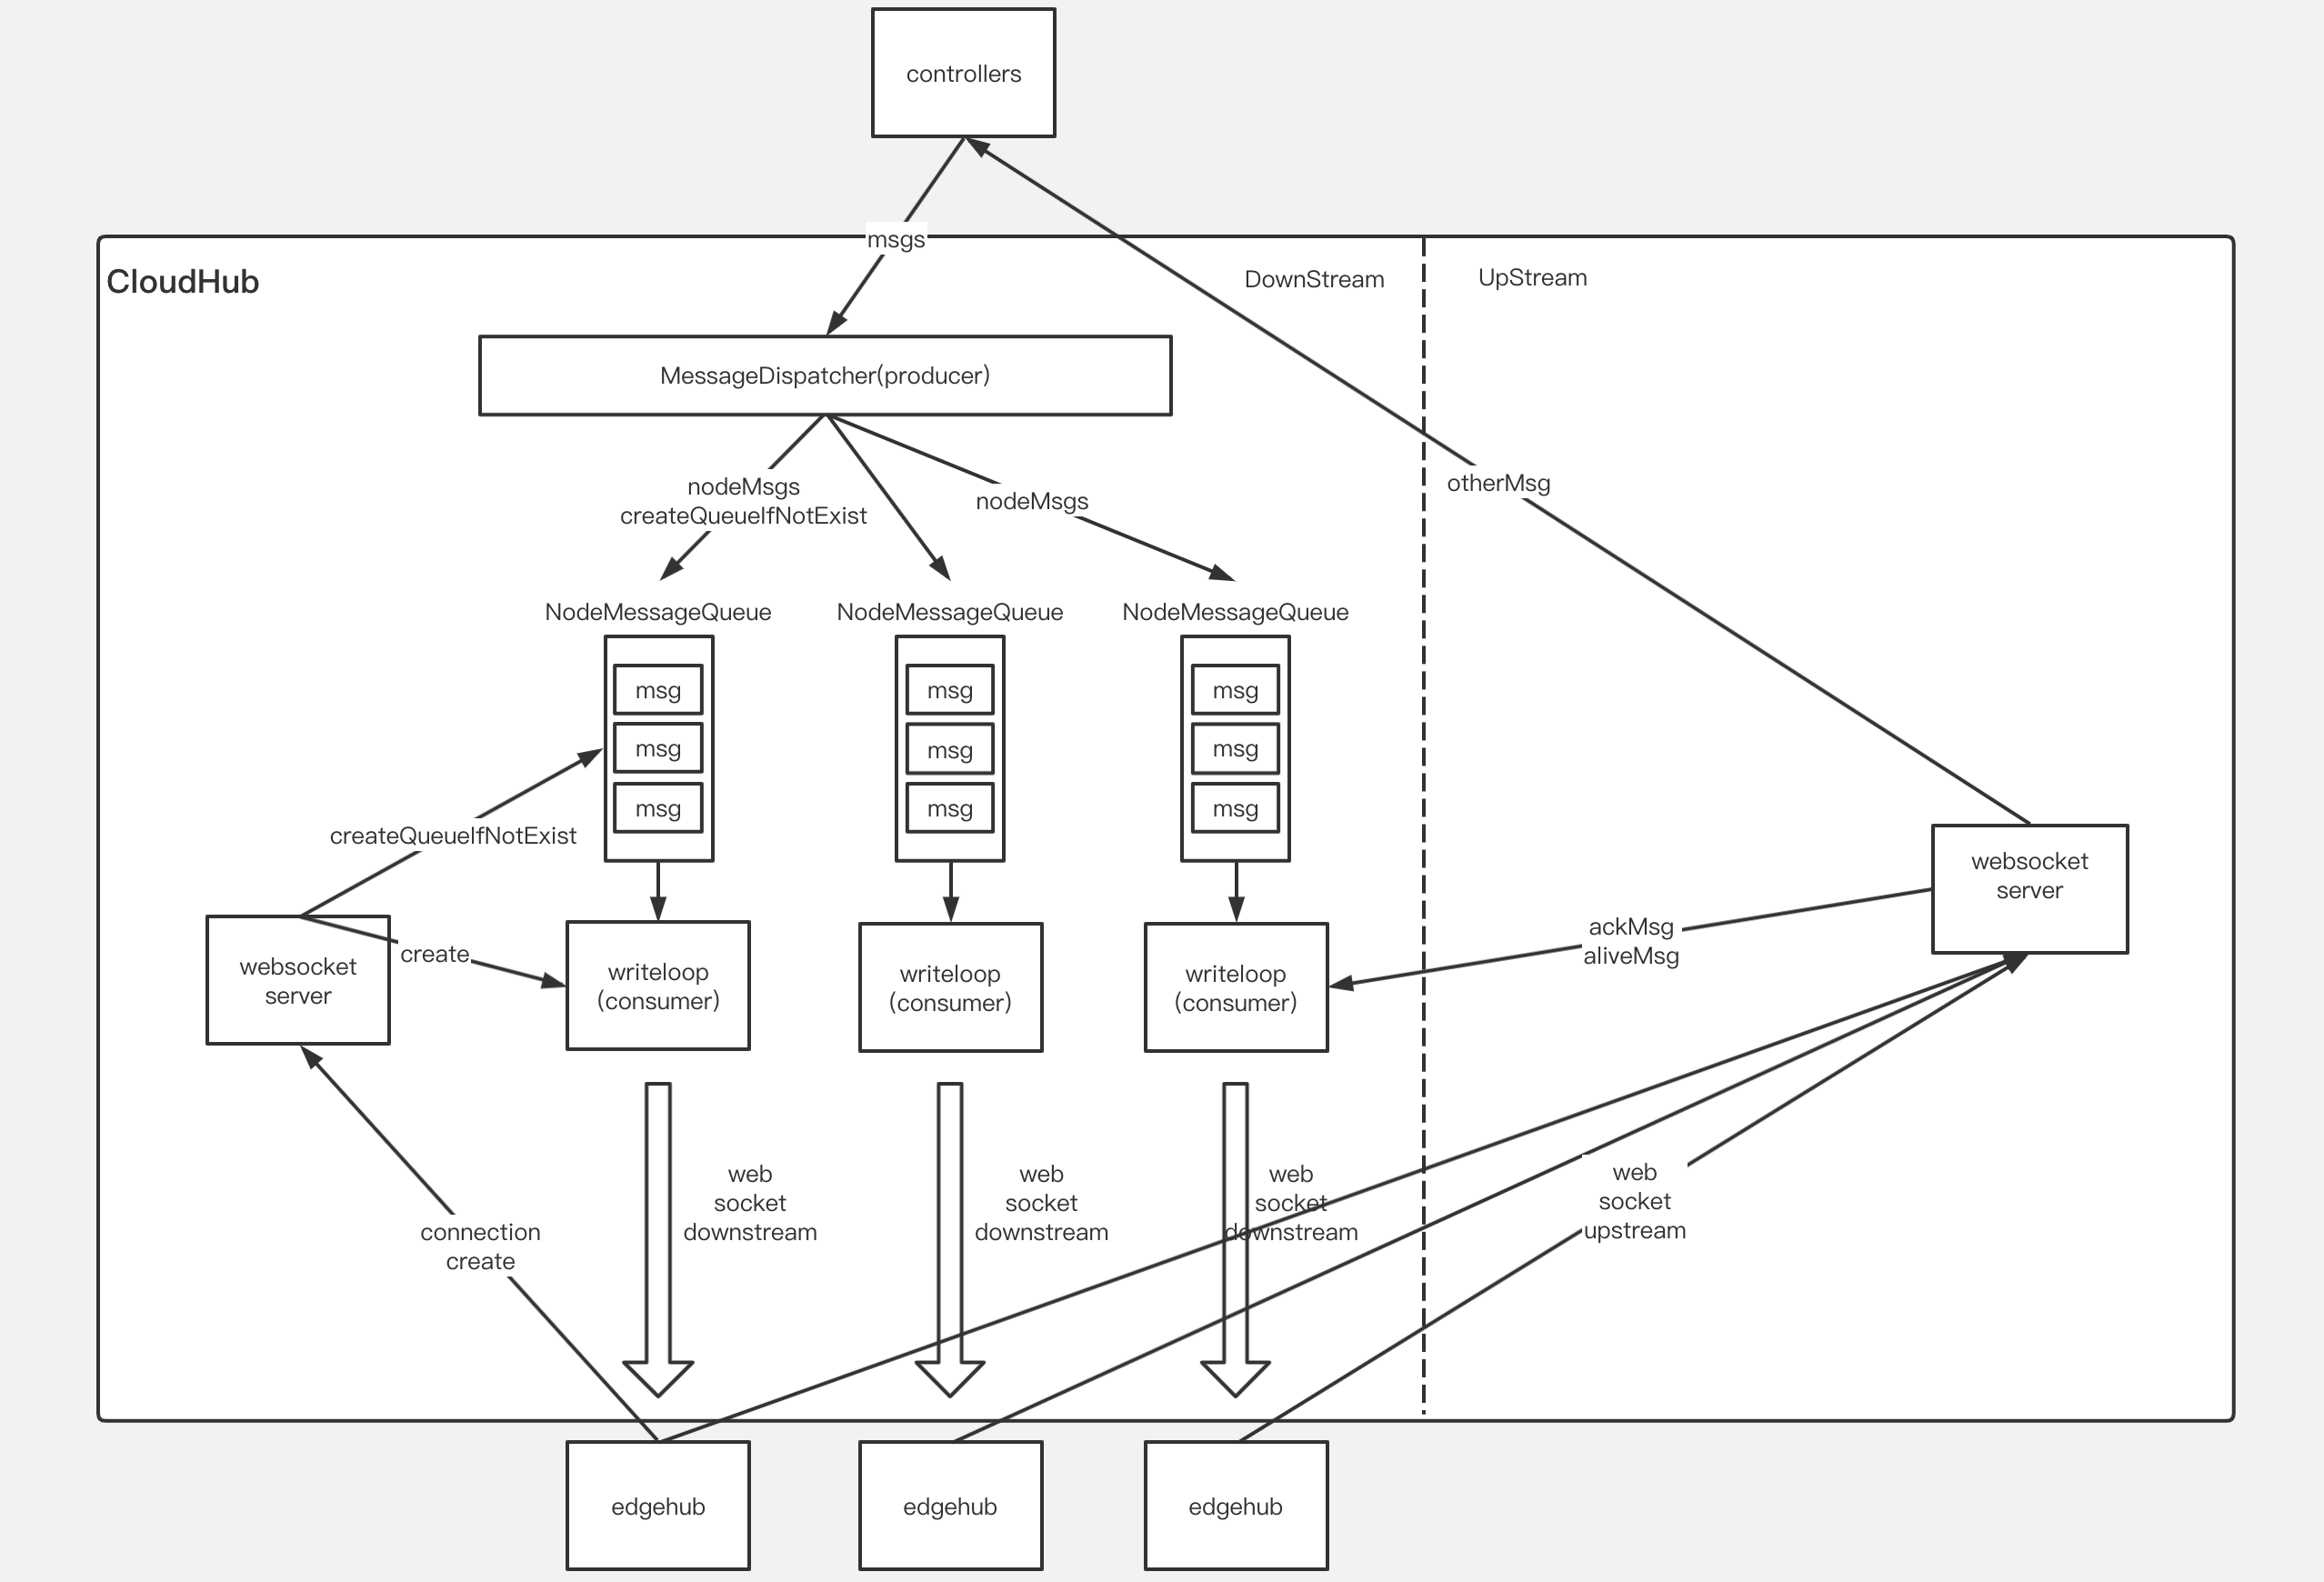 controllers
msgs
CloudHub
DownStream
UpStream
MessageDispatcher(producer)
nodeMsgs
createQueueIfNotExist
nodeMsgs
otherMsg
NodeMessageQueue
NodeMessageQueue
NodeMessageQueue
msg
msg
msg
msg
msg
msg
msg
msg
msg
createQueueIfNotExist
websocket
server
create
websocket
server
writeloop
(consumer)
writeloop
(consumer)
writeloop
(consumer)
ackMsg
aliveMsg
connection
create
web
socket
downstream
web
socket
downstream
web
socket
downstream
web
socket
upstream
edgehub
edgehub
edgehub